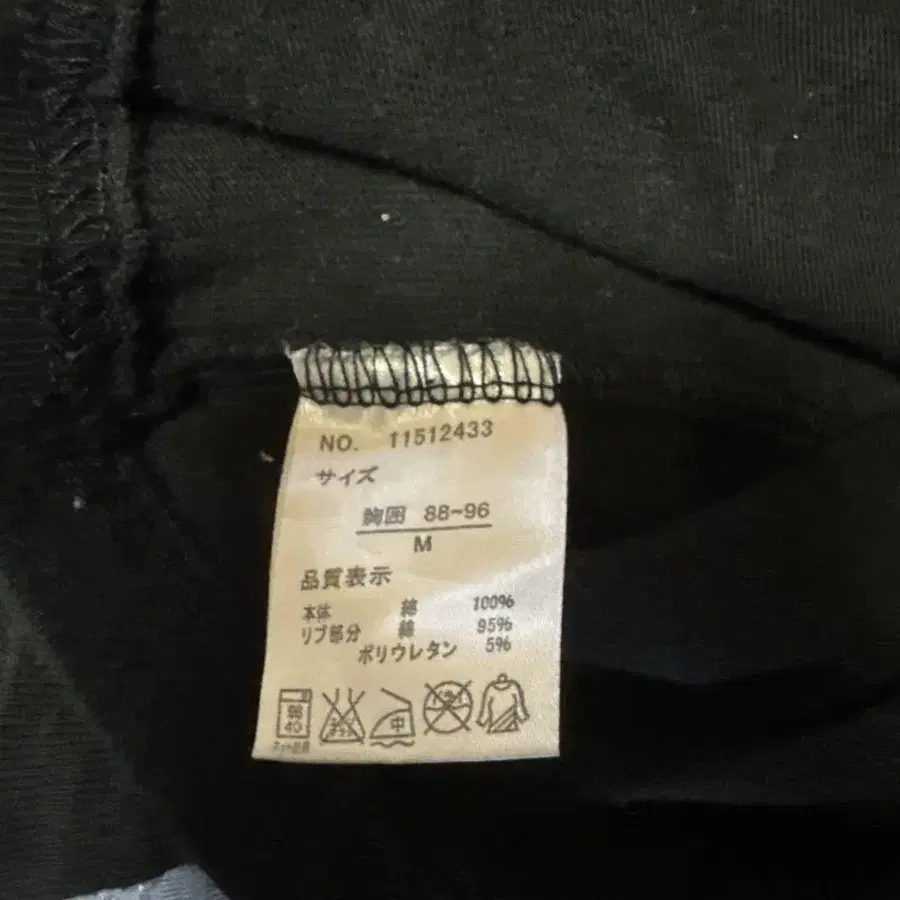 NO. 11512433
サイズ
胸囲 88~96
M
品質表示
本体 綿 100%
リブ部分 綿 95%
ポリウレタン 5%
40
中